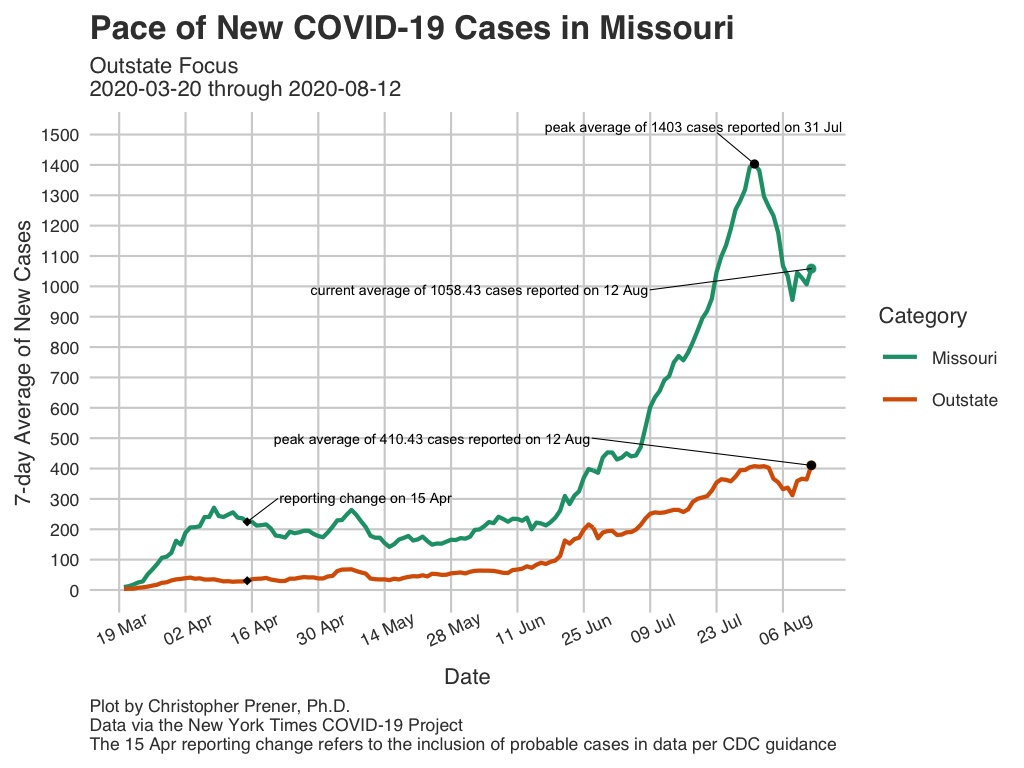 Pace of New COVID-19 Cases in Missouri
Outstate Focus
2020-03-20 through 2020-08-12
peak average of 1403 cases reported on 31 Jul
current average of 1058.43 cases reported on 12 Aug
peak average of 410.43 cases reported on 12 Aug
reporting change on 15 Apr
7-day Average of New Cases
1500
1400
1300
1200
1100
1000
900
800
700
600
500
400
300
200
100
0
19 Mar
02 Apr
16 Apr
30 Apr
14 May
28 May
11 Jun
25 Jun
09 Jul
23 Jul
06 Aug
Date
Category
Missouri
Outstate
Plot by Christopher Prener, Ph.D.
Data via the New York Times COVID-19 Project
The 15 Apr reporting change refers to the inclusion of probable cases in data per CDC guidance